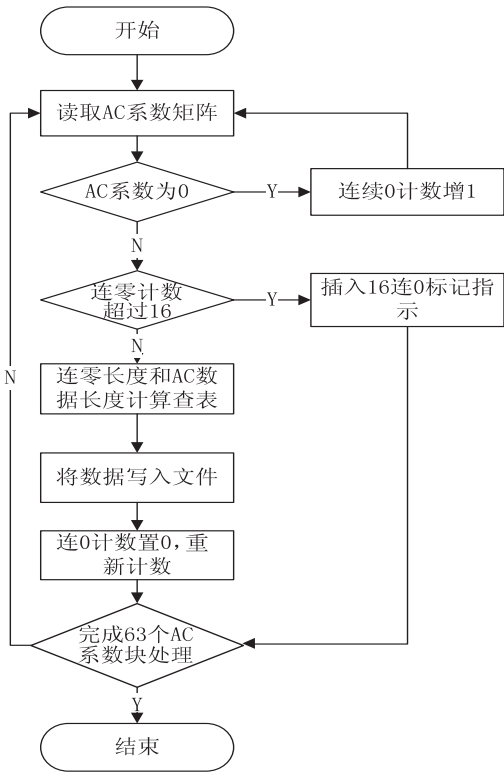 开始
读取AC系数矩阵
AC系数为0
Y
连续0计数增1
N
连零计数
超过16
Y
插入16连0标记指
示
N
连零长度和AC数
据长度计算查表
N
将数据写入文件
连0计数置0,重
新计数
完成63个AC
系数块处理
Y
结束